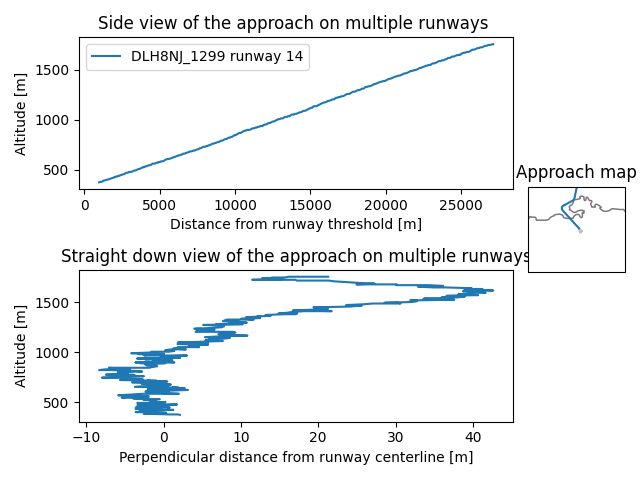 Side view of the approach on multiple runways
DLH8NJ_1299 runway 14
Altitude [m]
1500
1000
500
0 5000 10000 15000 20000 25000
Distance from runway threshold [m]
Approach map
Straight down view of the approach on multiple runways
Altitude [m]
1500
1000
500
−10 0 10 20 30 40
Perpendicular distance from runway centerline [m]